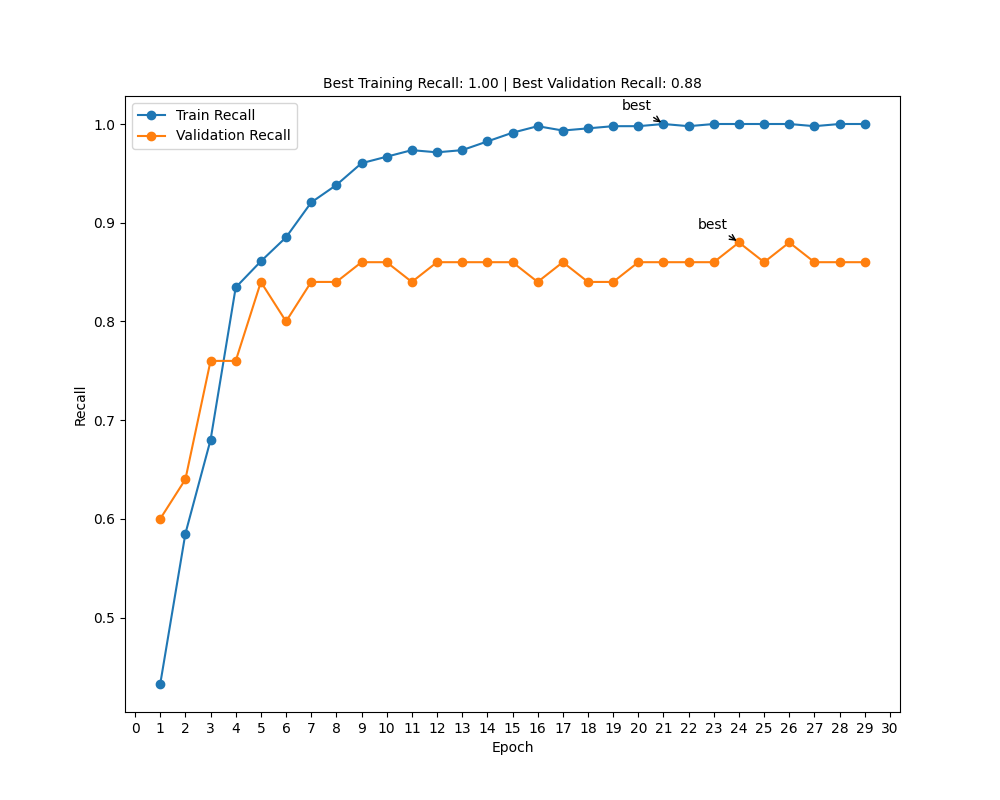 Best Training Recall: 1.00 | Best Validation Recall: 0.88
Train Recall
Validation Recall
best
best
1.0
0.9
0.8
0.7
0.6
0.5
Recall
0 1 2 3 4 5 6 7 8 9 10 11 12 13 14 15 16 17 18 19 20 21 22 23 24 25 26 27 28 29 30
Epoch